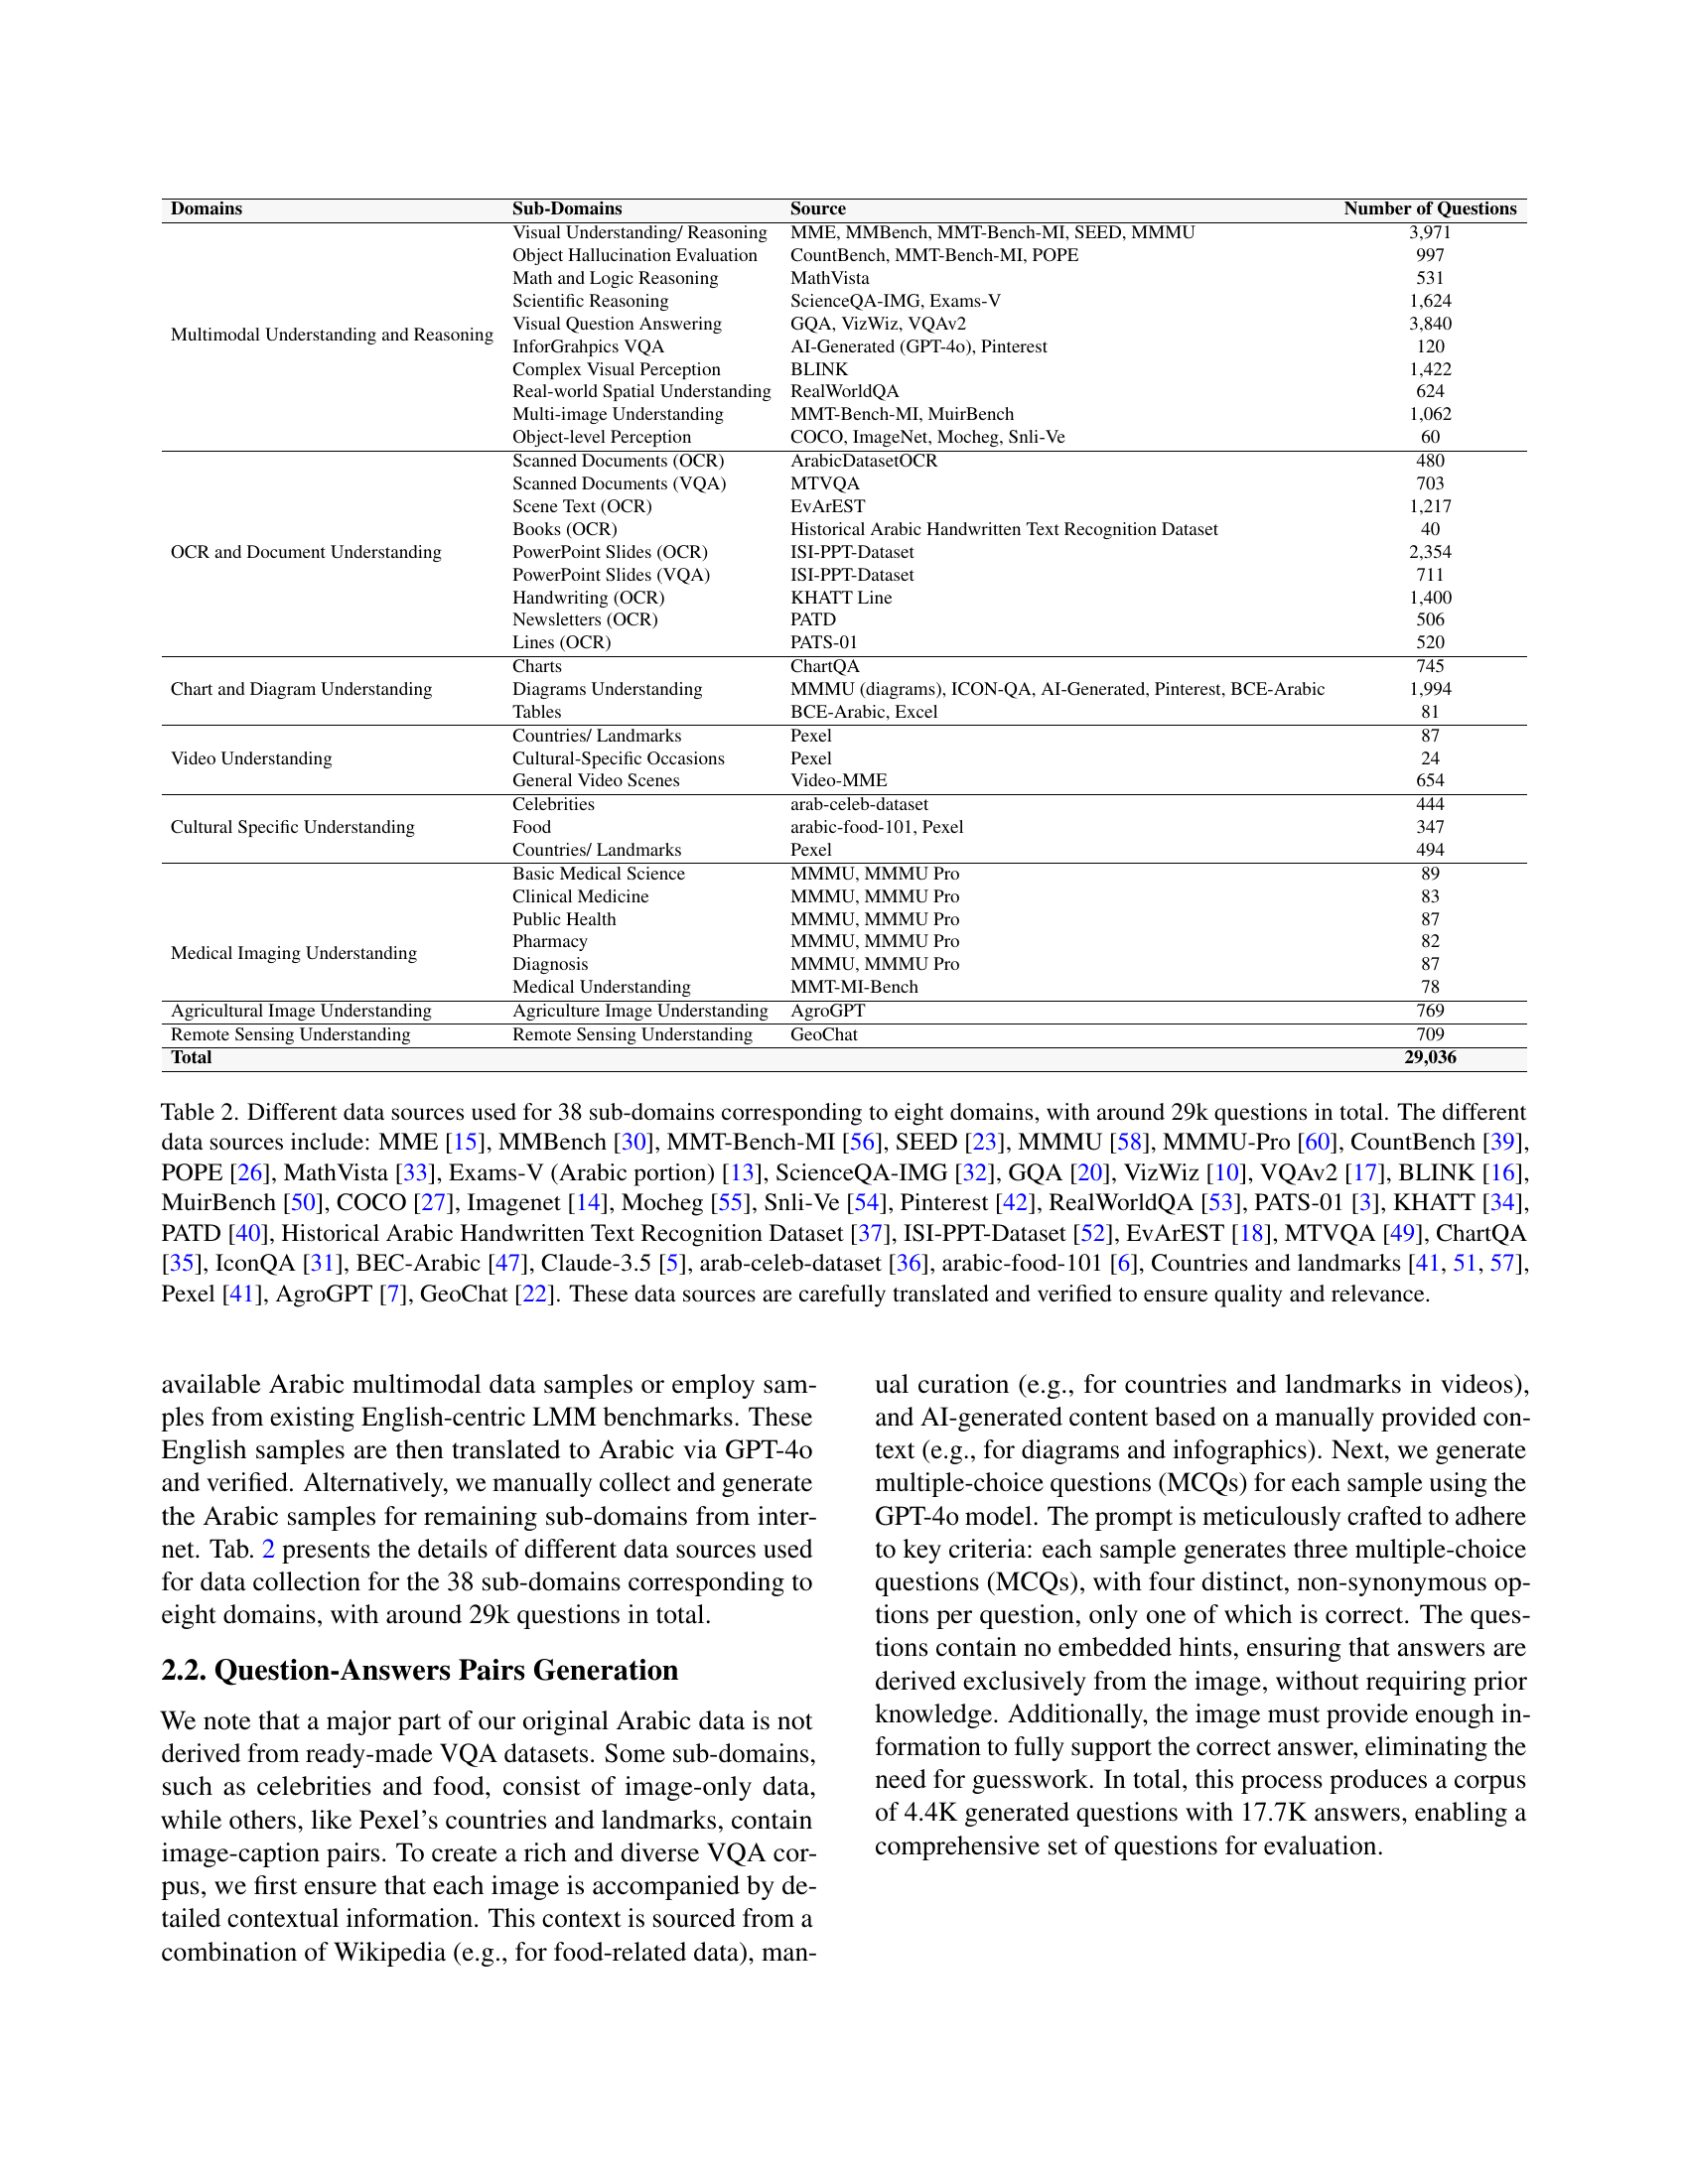 Domains Sub-Domains Source Number of Questions
Multimodal Understanding and Reasoning
Visual Understanding/ Reasoning MME, MMBench, MMT-Bench-MI, SEED, MMMU 3,971
Object Hallucination Evaluation CountBench, MMT-Bench-MI, POPE 997
Math and Logic Reasoning MathVista 531
Scientific Reasoning ScienceQA-IMG, Exams-V 1,624
Visual Question Answering GQA, VizWiz, VQAv2 3,840
InforGrahpics VQA AI-Generated (GPT-4o), Pinterest 120
Complex Visual Perception BLINK 1,422
Real-world Spatial Understanding RealWorldQA 624
Multi-image Understanding MMT-Bench-MI, MuirBench 1,062
Object-level Perception COCO, ImageNet, Mocheg, Snli-Ve 60
OCR and Document Understanding
Scanned Documents (OCR) ArabicDatasetOCR 480
Scanned Documents (VQA) MTVQA 703
Scene Text (OCR) EvArEST 1,217
Books (OCR) Historical Arabic Handwritten Text Recognition Dataset 40
PowerPoint Slides (OCR) ISI-PPT-Dataset 2,354
PowerPoint Slides (VQA) ISI-PPT-Dataset 711
Handwriting (OCR) KHATT Line 1,400
Newsletters (OCR) PATD 506
Lines (OCR) PATS-01 520
Chart and Diagram Understanding
Charts ChartQA 745
Diagrams Understanding MMMU (diagrams), ICON-QA, AI-Generated, Pinterest, BCE-Arabic 1,994
Tables BCE-Arabic, Excel 81
Video Understanding
Countries/ Landmarks Pexel 87
Cultural-Specific Occasions Pexel 24
General Video Scenes Video-MME 654
Cultural Specific Understanding
Celebrities arab-celeb-dataset 444
Food arabic-food-101, Pexel 347
Countries/ Landmarks Pexel 494
Medical Imaging Understanding
Basic Medical Science MMMU, MMMU Pro 89
Clinical Medicine MMMU, MMMU Pro 83
Public Health MMMU, MMMU Pro 87
Pharmacy MMMU, MMMU Pro 82
Diagnosis MMMU, MMMU Pro 87
Medical Understanding MMT-MI-Bench 78
Agricultural Image Understanding Agriculture Image Understanding AgroGPT 769
Remote Sensing Understanding Remote Sensing Understanding GeoChat 709
Total 29,036
Table 2. Different data sources used for 38 sub-domains corresponding to eight domains, with around 29k questions in total. The different
data sources include: MME [15], MMBench [30], MMT-Bench-MI [56], SEED [23], MMMU [58], MMMU-Pro [60], CountBench [39],
POPE [26], MathVista [33], Exams-V (Arabic portion) [13], ScienceQA-IMG [32], GQA [20], VizWiz [10], VQAv2 [17], BLINK [16],
MuirBench [50], COCO [27], Imagenet [14], Mocheg [55], Snli-Ve [54], Pinterest [42], RealWorldQA [53], PATS-01 [3], KHATT [34],
PATD [40], Historical Arabic Handwritten Text Recognition Dataset [37], ISI-PPT-Dataset [52], EvArEST [18], MTVQA [49], ChartQA
[35], IconQA [31], BEC-Arabic [47], Claude-3.5 [5], arab-celeb-dataset [36], arabic-food-101 [6], Countries and landmarks [41, 51, 57],
Pexel [41], AgroGPT [7], GeoChat [22]. These data sources are carefully translated and verified to ensure quality and relevance.
available Arabic multimodal data samples or employ sam-
ples from existing English-centric LMM benchmarks. These
English samples are then translated to Arabic via GPT-4o
and verified. Alternatively, we manually collect and generate
the Arabic samples for remaining sub-domains from inter-
net. Tab. 2 presents the details of different data sources used
for data collection for the 38 sub-domains corresponding to
eight domains, with around 29k questions in total.
2.2. Question-Answers Pairs Generation
We note that a major part of our original Arabic data is not
derived from ready-made VQA datasets. Some sub-domains,
such as celebrities and food, consist of image-only data,
while others, like Pexel's countries and landmarks, contain
image-caption pairs. To create a rich and diverse VQA cor-
pus, we first ensure that each image is accompanied by de-
tailed contextual information. This context is sourced from a
combination of Wikipedia (e.g., for food-related data), man-
ual curation (e.g., for countries and landmarks in videos),
and AI-generated content based on a manually provided con-
text (e.g., for diagrams and infographics). Next, we generate
multiple-choice questions (MCQs) for each sample using the
GPT-4o model. The prompt is meticulously crafted to adhere
to key criteria: each sample generates three multiple-choice
questions (MCQs), with four distinct, non-synonymous op-
tions per question, only one of which is correct. The ques-
tions contain no embedded hints, ensuring that answers are
derived exclusively from the image, without requiring prior
knowledge. Additionally, the image must provide enough in-
formation to fully support the correct answer, eliminating the
need for guesswork. In total, this process produces a corpus
of 4.4K generated questions with 17.7K answers, enabling a
comprehensive set of questions for evaluation.